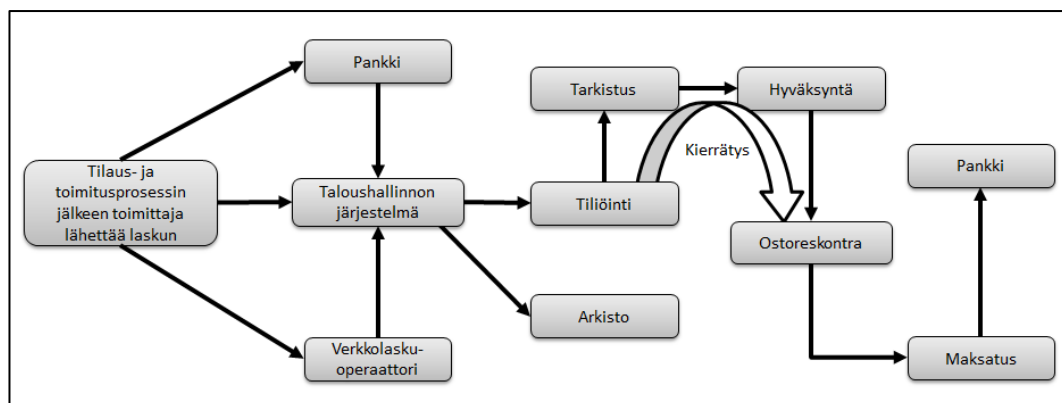 Pankki
Tilaus- ja
toimitusprosessin
jälkeen toimittaja
lähettää laskun
Taloushallinnon
järjestelmä
Verkkolasku-
operaattori
Tarkistus
Hyväksyntä
Kierrätys
Tiliöinti
Arkisto
Ostoreskontra
Pankki
Maksatus